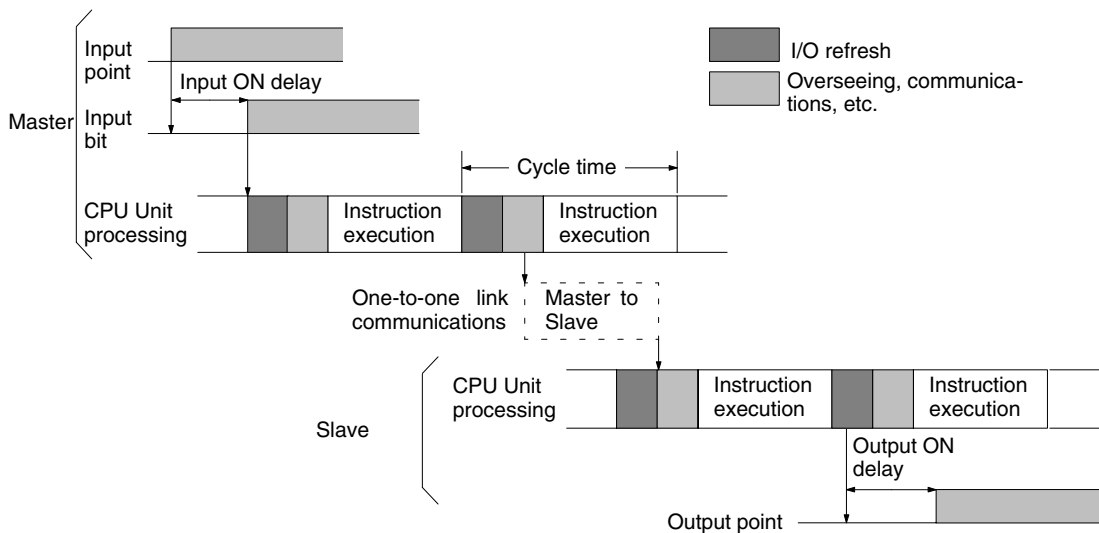 Input
point
Input ON delay
Master
Input
bit
I/O refresh
Overseeing, communica-
tions, etc.
Cycle time
CPU Unit
processing
Instruction
execution
Instruction
execution
One-to-one link
communications
Master to
Slave
Slave
CPU Unit
processing
Instruction
execution
Instruction
execution
Output ON
delay
Output point